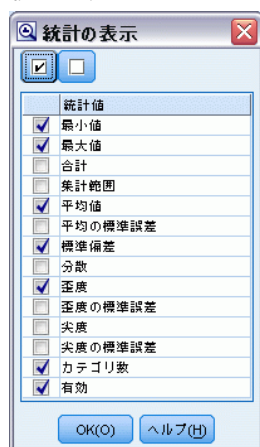 統計の表示
統計値
最小値
最大値
合計
集計範囲
平均値
平均の標準誤差
標準偏差
分散
歪度
歪度の標準誤差
尖度
尖度の標準誤差
カテゴリ数
有効
OK(O) ヘルプ(H)